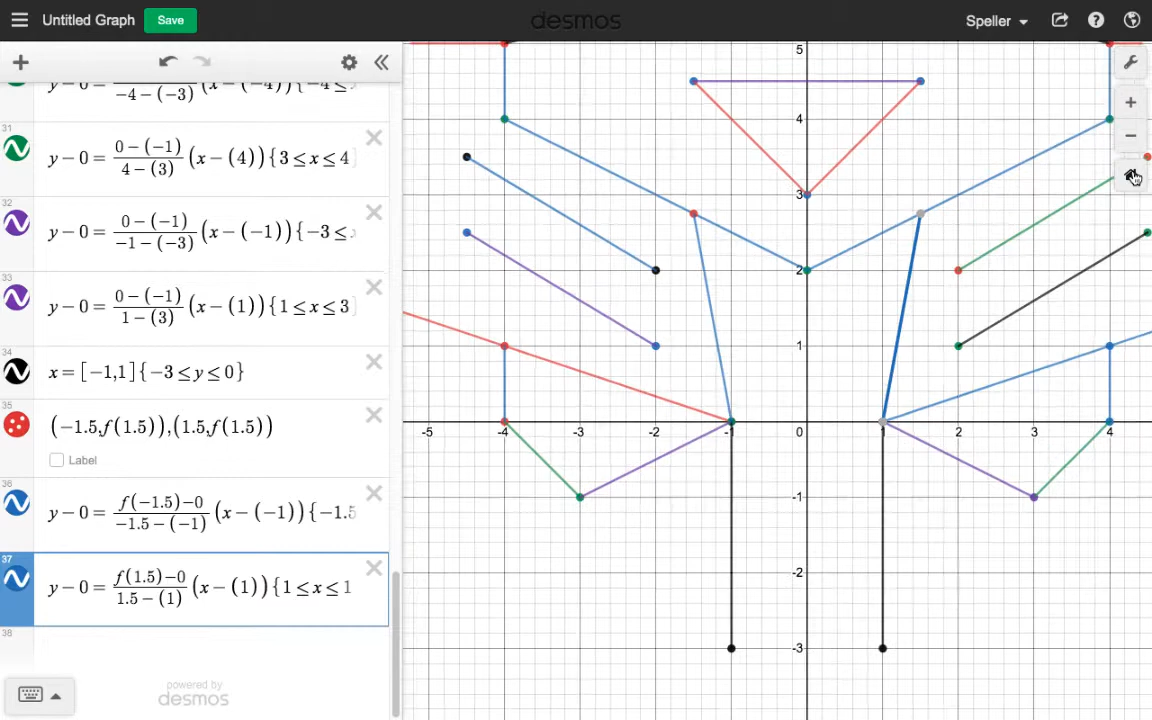 Untitled Graph Save desmos Speller
−4−(−3) (x−(−4)){−4≤
31
y−0=0−(−1)/4−(3) (x−(4)){3≤x≤4
32
y−0=0−(−1)/−1−(−3) (x−(−1)){−3≤
33
y−0=0−(−1)/1−(3) (x−(1)){1≤x≤3
34
x=[−1,1]{−3≤y≤0}
35
(−1.5,f(1.5)),(1.5,f(1.5))
Label
36
y−0=f(−1.5)−0/−1.5−(−1) (x−(−1)){−1.5
37
y−0=f(1.5)−0/1.5−(1) (x−(1)){1≤x≤1
38
powered by
desmos
5
4
3
2
1
-5 -4 -3 -2 -1 0 1 2 3 4
-1
-2
-3